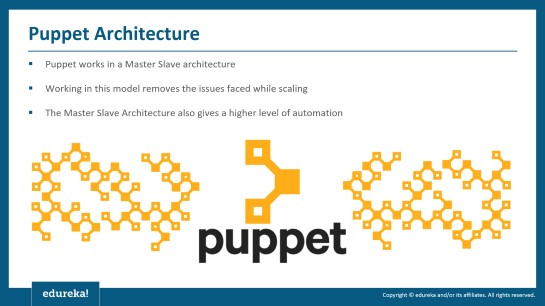 Puppet Architecture
Puppet works in a Master Slave architecture
Working in this model removes the issues faced while scaling
The Master Slave Architecture also gives a higher level of automation
puppet
edureka!
Copyright © edureka and/or its affiliates. All rights reserved.